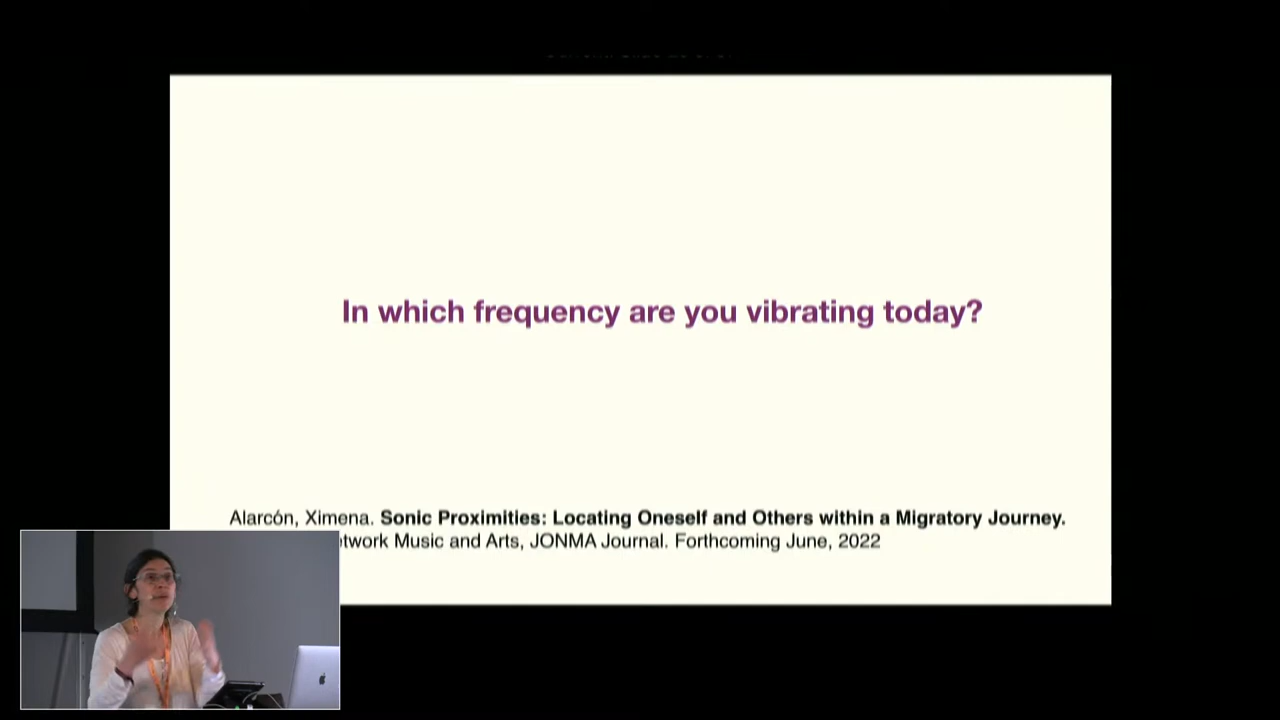 In which frequency are you vibrating today?
Alarcón, Ximena. Sonic Proximities: Locating Oneself and Others within a Migratory Journey.
Music and Arts, JONMA Journal. Forthcoming June, 2022